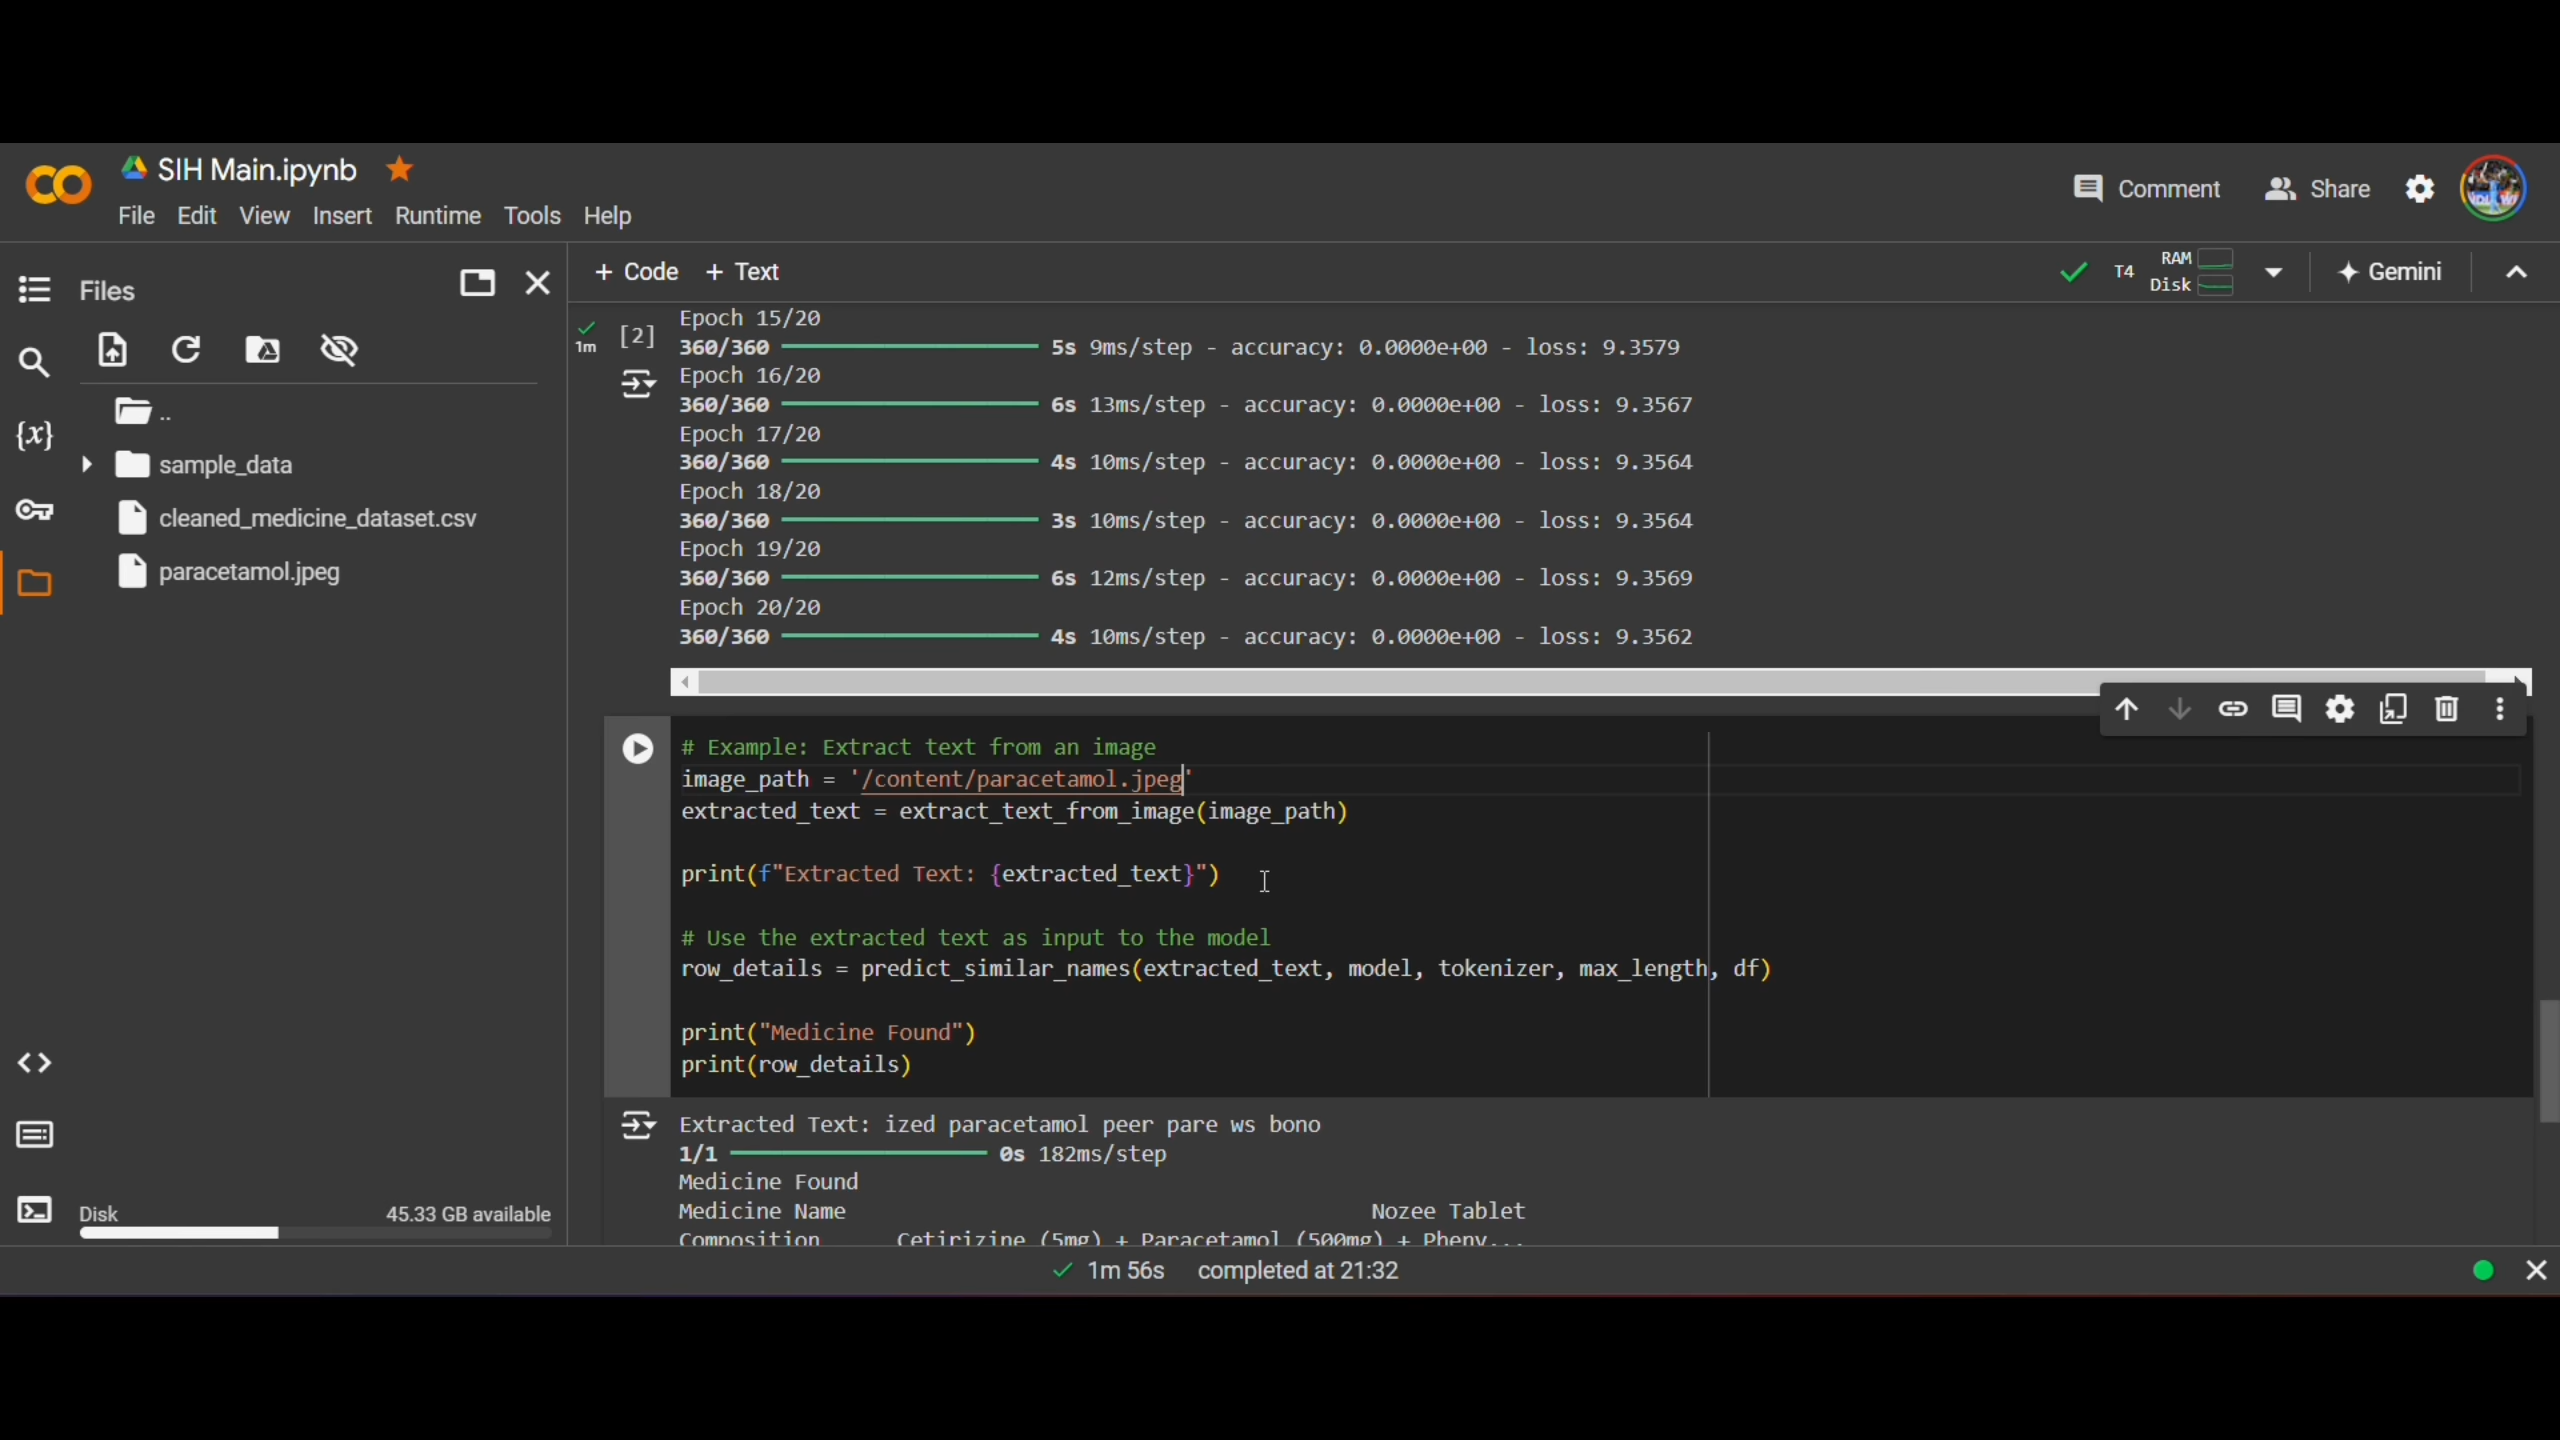 SIH Main.ipynb
File Edit View Insert Runtime Tools Help
Comment Share
Files
+ Code + Text
T4 RAM Disk Gemini
..
sample_data
cleaned_medicine_dataset.csv
paracetamol.jpeg
{x}
Disk 45.33 GB available
1m [2]
Epoch 15/20
360/360 5s 9ms/step - accuracy: 0.0000e+00 - loss: 9.3579
Epoch 16/20
360/360 6s 13ms/step - accuracy: 0.0000e+00 - loss: 9.3567
Epoch 17/20
360/360 4s 10ms/step - accuracy: 0.0000e+00 - loss: 9.3564
Epoch 18/20
360/360 3s 10ms/step - accuracy: 0.0000e+00 - loss: 9.3564
Epoch 19/20
360/360 6s 12ms/step - accuracy: 0.0000e+00 - loss: 9.3569
Epoch 20/20
360/360 4s 10ms/step - accuracy: 0.0000e+00 - loss: 9.3562
# Example: Extract text from an image
image_path = '/content/paracetamol.jpeg'
extracted_text = extract_text_from_image(image_path)
print(f"Extracted Text: {extracted_text}")
# Use the extracted text as input to the model
row_details = predict_similar_names(extracted_text, model, tokenizer, max_length, df)
print("Medicine Found")
print(row_details)
Extracted Text: ized paracetamol peer pare ws bono
1/1 0s 182ms/step
Medicine Found
Medicine Name Nozee Tablet
Composition Cetirizine (5mg) + Paracetamol (500mg) + Pheny...
1m 56s completed at 21:32